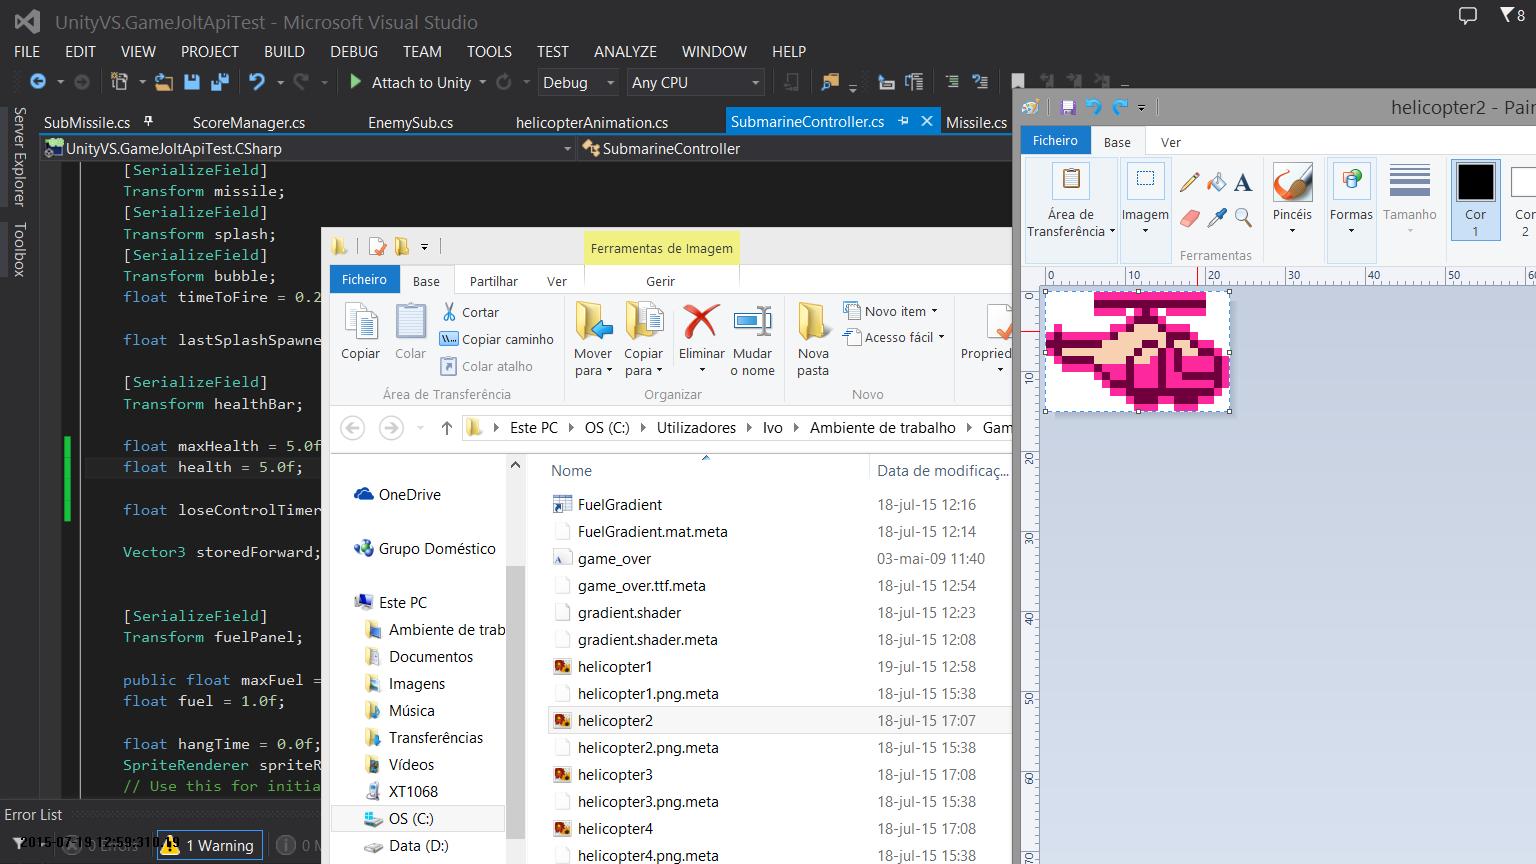 UnityVS.GameJoltApiTest - Microsoft Visual Studio
8
FILE EDIT VIEW PROJECT BUILD DEBUG TEAM TOOLS TEST ANALYZE WINDOW HELP
Attach to Unity Debug Any CPU
Server Explorer
Toolbox
SubMissile.cs ScoreManager.cs EnemySub.cs helicopterAnimation.cs SubmarineController.cs Missile.cs
UnityVS.GameJoltApiTest.CSharp SubmarineController
[SerializeField]
Transform missile;
[SerializeField]
Transform splash;
[SerializeField]
Transform bubble;
float timeToFire = 0.2
float lastSplashSpawne
[SerializeField]
Transform healthBar;
float maxHealth = 5.0f
float health = 5.0f;
float loseControlTimer
Vector3 storedForward;
[SerializeField]
Transform fuelPanel;
public float maxFuel =
float fuel = 1.0f;
float hangTime = 0.0f;
SpriteRenderer spriteR
// Use this for initia
Error List
0 Errors 1 Warning 0 M
Ferramentas de Imagem
Ficheiro Base Partilhar Ver Gerir
Copiar
Colar
Cortar
Copiar caminho
Colar atalho
Área de Transferência
Mover para
Copiar para
Eliminar
Mudar o nome
Organizar
Nova pasta
Novo item
Acesso fácil
Novo
Propried
Este PC OS (C:) Utilizadores Ivo Ambiente de trabalho Gam
OneDrive
Grupo Doméstico
Este PC
Ambiente de trab
Documentos
Imagens
Música
Transferências
Vídeos
XT1068
OS (C:)
Data (D:)
Nome Data de modificaç...
FuelGradient 18-jul-15 12:16
FuelGradient.mat.meta 18-jul-15 12:14
game_over 03-mai-09 11:40
game_over.ttf.meta 18-jul-15 12:54
gradient.shader 18-jul-15 12:23
gradient.shader.meta 18-jul-15 12:08
helicopter1 19-jul-15 12:58
helicopter1.png.meta 18-jul-15 15:38
helicopter2 18-jul-15 17:07
helicopter2.png.meta 18-jul-15 15:38
helicopter3 18-jul-15 17:08
helicopter3.png.meta 18-jul-15 15:38
helicopter4 18-jul-15 17:08
helicopter4.png.meta 18-jul-15 15:38
helicopter2 - Pain
Ficheiro Base Ver
Área de Transferência
Imagem
A
Ferramentas
Pincéis
Formas
Tamanho
Cor 1
Cor 2
0 10 20 30 40 50 60
0
10
20
30
40
50
60
70